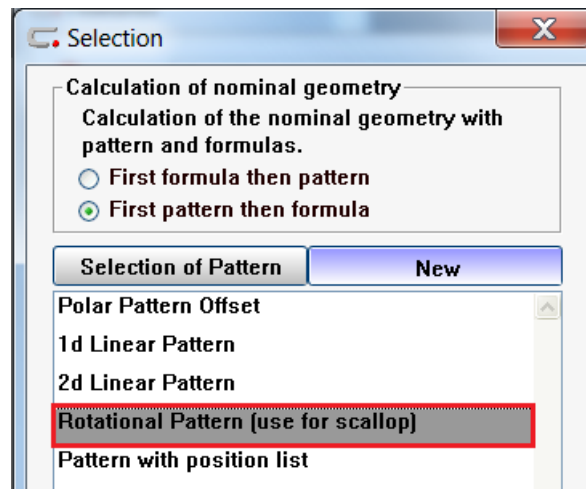 Selection
Calculation of nominal geometry
Calculation of the nominal geometry with
pattern and formulas.
First formula then pattern
First pattern then formula
Selection of Pattern
New
Polar Pattern Offset
1d Linear Pattern
2d Linear Pattern
Rotational Pattern (use for scallop)
Pattern with position list